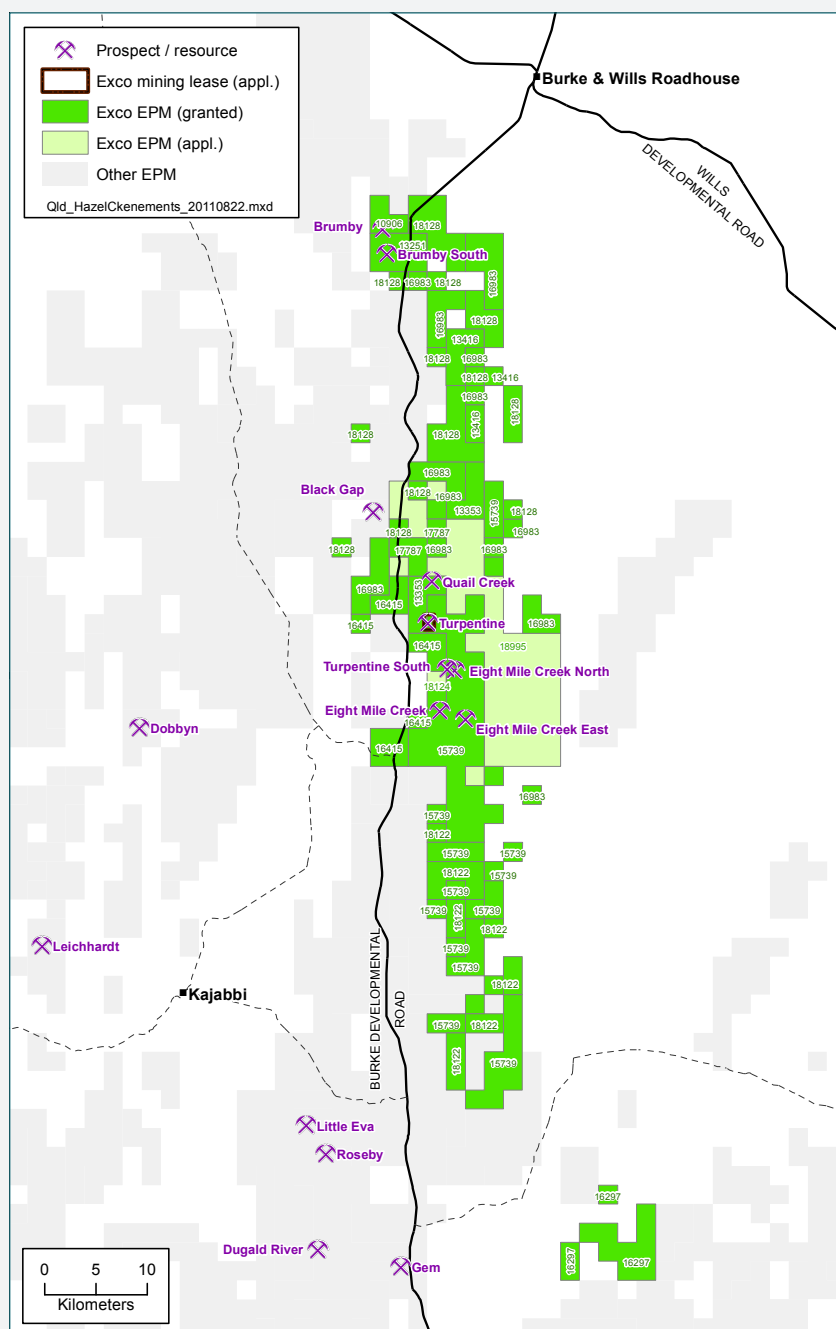 Prospect / resource
Exco mining lease (appl.)
Exco EPM (granted)
Exco EPM (appl.)
Other EPM
Qld_HazelCkenements_20110822.mxd
Burke & Wills Roadhouse
WILLS
DEVELOPMENTAL ROAD
Brumby
10906
18128
13251
Brumby South
18128
16983
18128
16983
16983
18128
13416
18128
16983
18128
13416
16983
13416
18128
18128
18128
16983
Black Gap
18128
16983
13353
15739
18128
16983
18128
17787
18128
17787
16983
16983
16983
13353
Quail Creek
16415
16415
Turpentine
16983
16415
18995
Turpentine South
Eight Mile Creek North
18124
Eight Mile Creek
16415
Eight Mile Creek East
Dobbyn
16415
15739
16983
15739
18122
15739
15739
18122
15739
15739
15739
18122
15739
18122
Leichhardt
15739
15739
18122
Kajabbi
BURKE DEVELOPMENTAL
ROAD
15739
18122
18122
15739
Little Eva
Roseby
16297
Dugald River
16297
16297
Gem
0 5 10
Kilometers